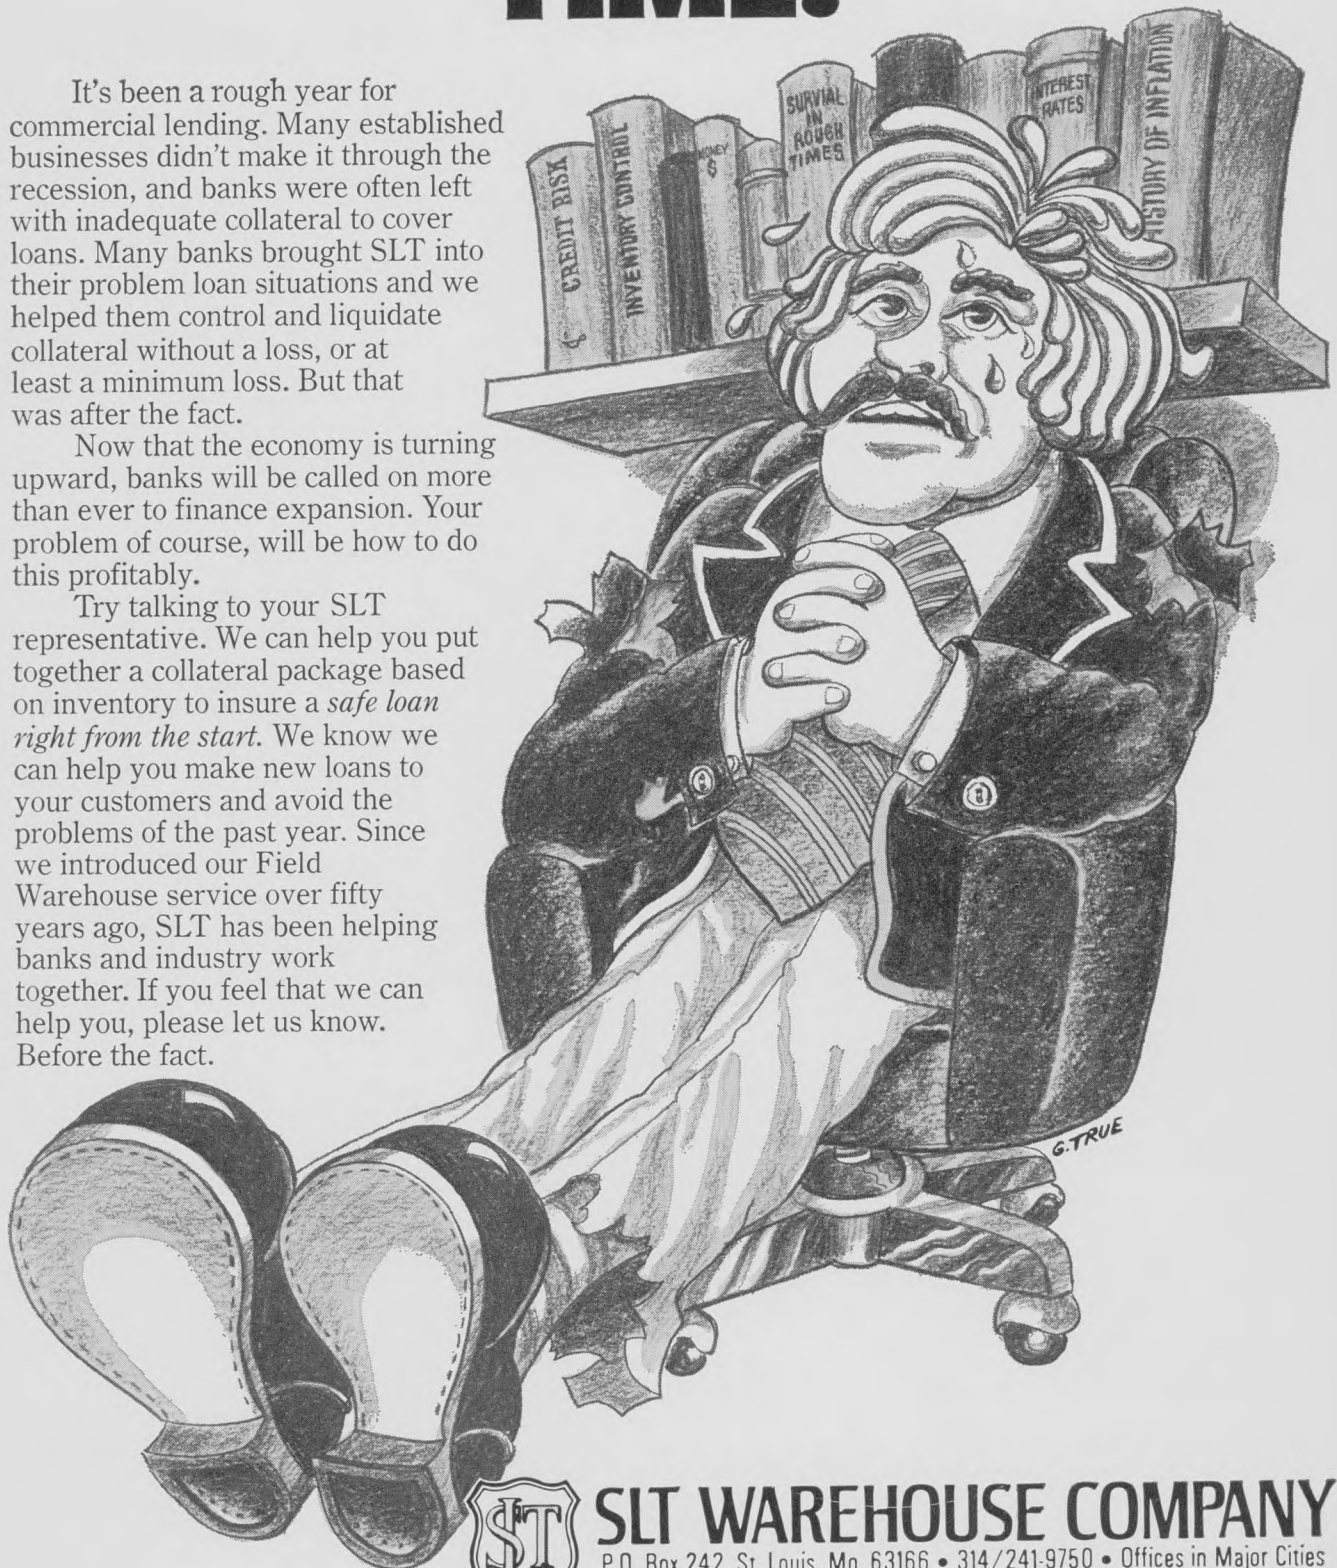 TIME!
It's been a rough year for
commercial lending. Many established
businesses didn't make it through the
recession, and banks were often left
with inadequate collateral to cover
loans. Many banks brought SLT into
their problem loan situations and we
helped them control and liquidate
collateral without a loss, or at
least a minimum loss. But that
was after the fact.
Now that the economy is turning
upward, banks will be called on more
than ever to finance expansion. Your
problem of course, will be how to do
this profitably.
Try talking to your SLT
representative. We can help you put
together a collateral package based
on inventory to insure a safe loan
right from the start. We know we
can help you make new loans to
your customers and avoid the
problems of the past year. Since
we introduced our Field
Warehouse service over fifty
years ago, SLT has been helping
banks and industry work
together. If you feel that we can
help you, please let us know.
Before the fact.
CREDIT RISK
¢
INVENTORY CONTROL
MONEY
$
SURVIAL
IN
ROUGH
TIMES
INTEREST
RATES
HISTORY OF INFLATION
G. TRUE
SLT
SLT WAREHOUSE COMPANY
P.O. Box 242, St. Louis, Mo. 63166 • 314/241-9750 • Offices in Major Cities